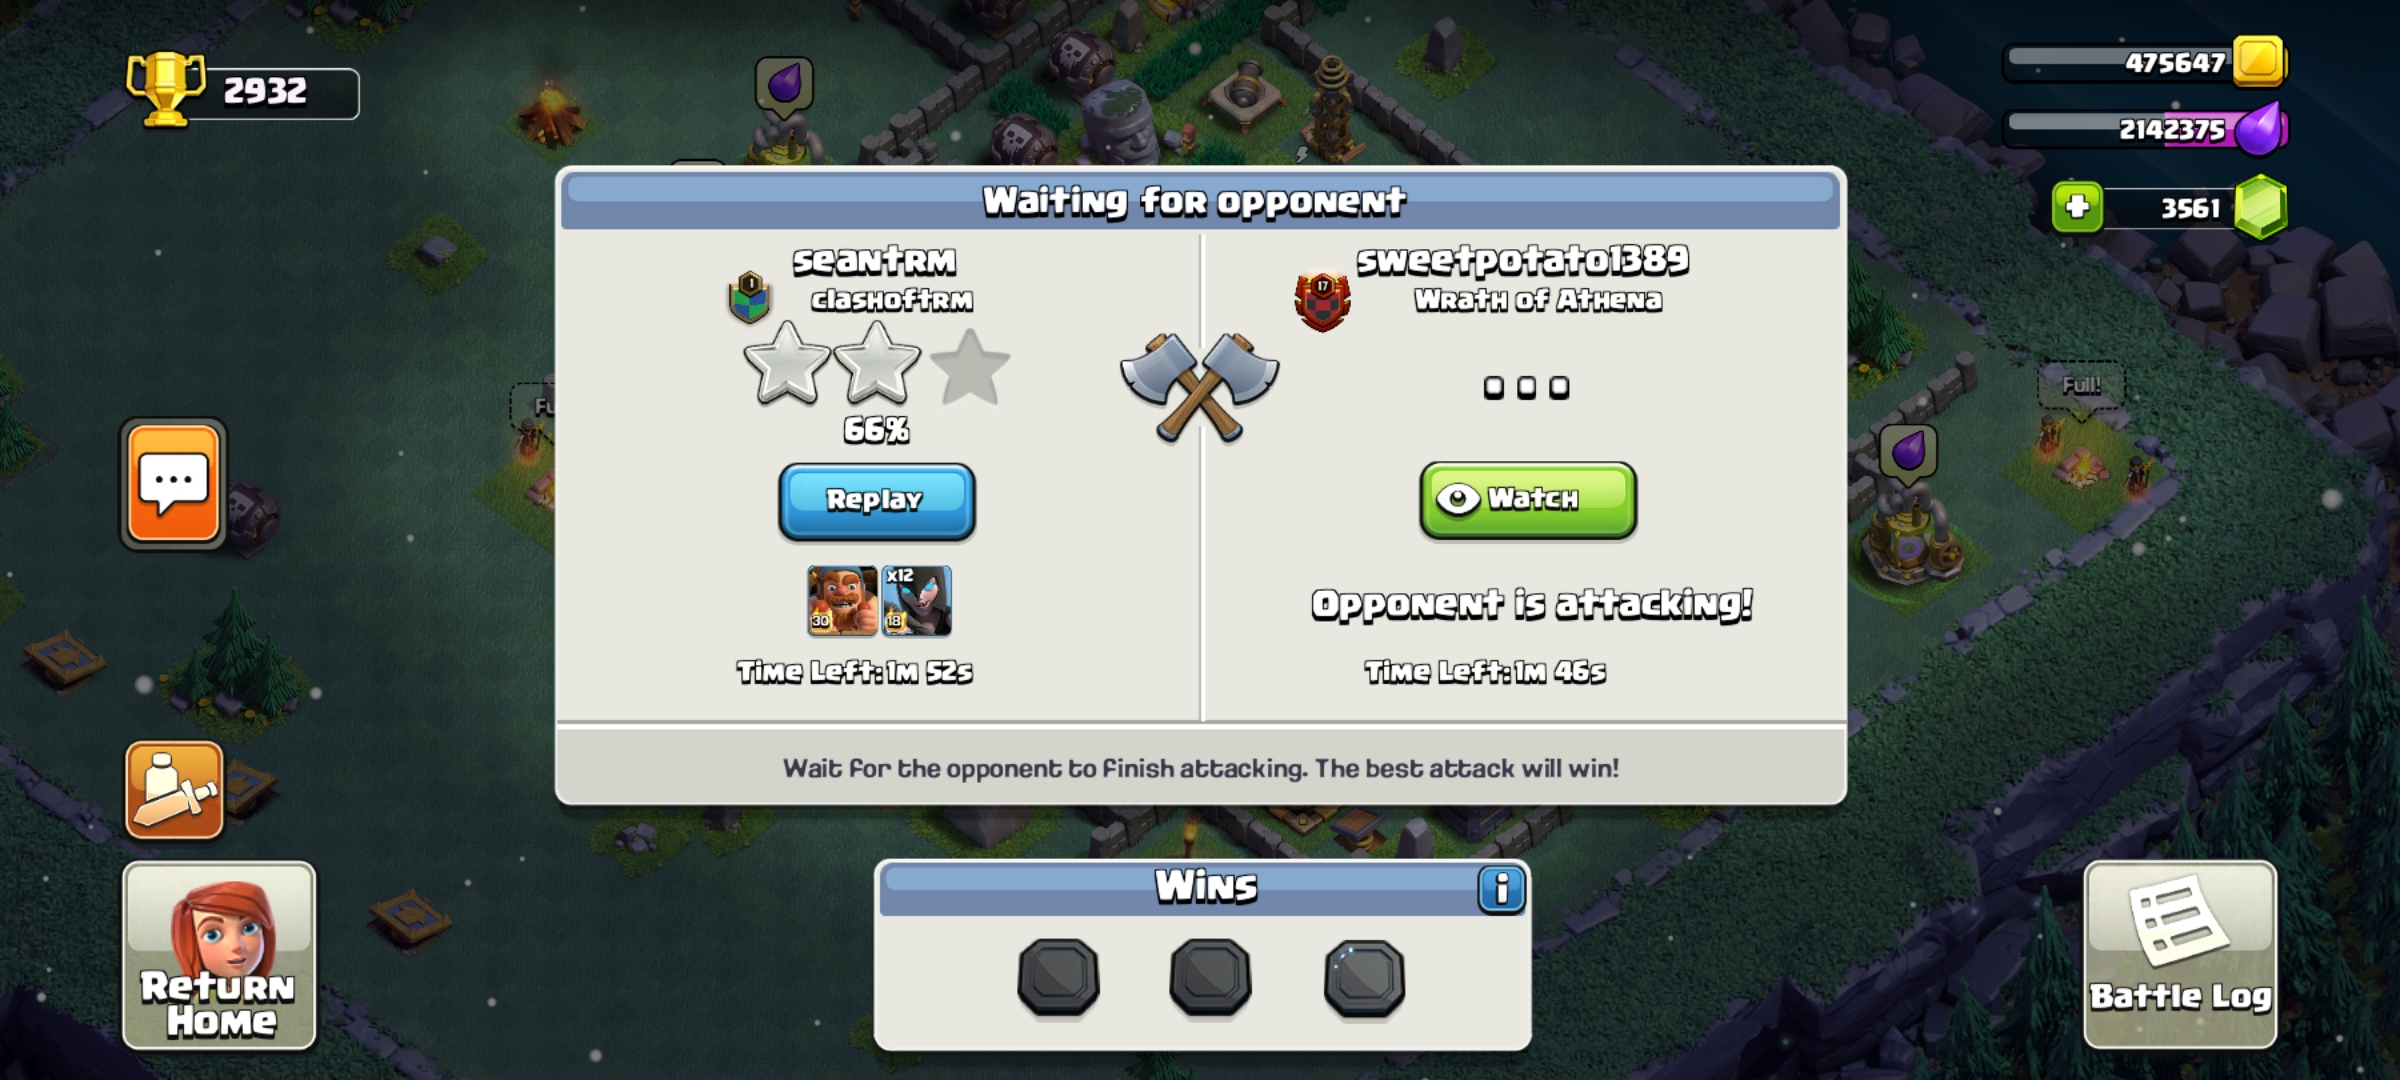 2932
475647
2142375
3561
Waiting for opponent
seantrm
1
clashoftrm
66%
Replay
30
x12
18
Time Left:1m 52s
sweetpotato1389
17
Wrath of Athena
Watch
Opponent is attacking!
Time Left:1m 46s
Full!
Wait for the opponent to finish attacking. The best attack will win!
Wins
i
Return
Home
Battle Log